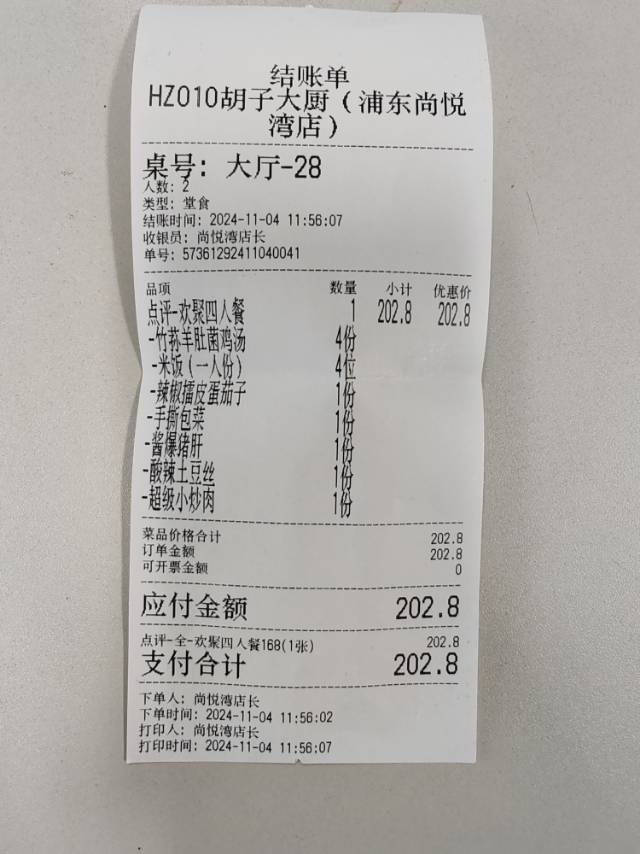 结账单
HZ010胡子大厨（浦东尚悦
湾店）
桌号: 大厅-28
人数: 2
类型: 堂食
结账时间: 2024-11-04 11:56:07
收银员: 尚悦湾店长
单号: 57361292411040041
品项 数量 小计 优惠价
点评-欢聚四人餐 1 202.8 202.8
-竹荪羊肚菌鸡汤 4份
-米饭(一人份) 4位
-辣椒擂皮蛋茄子 1份
-手撕包菜 1份
-酱爆猪肝 1份
-酸辣土豆丝 1份
-超级小炒肉 1份
菜品价格合计 202.8
订单金额 202.8
可开票金额 0
应付金额 202.8
点评-全-欢聚四人餐168(1张) 202.8
支付合计 202.8
下单人: 尚悦湾店长
下单时间: 2024-11-04 11:56:02
打印人: 尚悦湾店长
打印时间: 2024-11-04 11:56:07